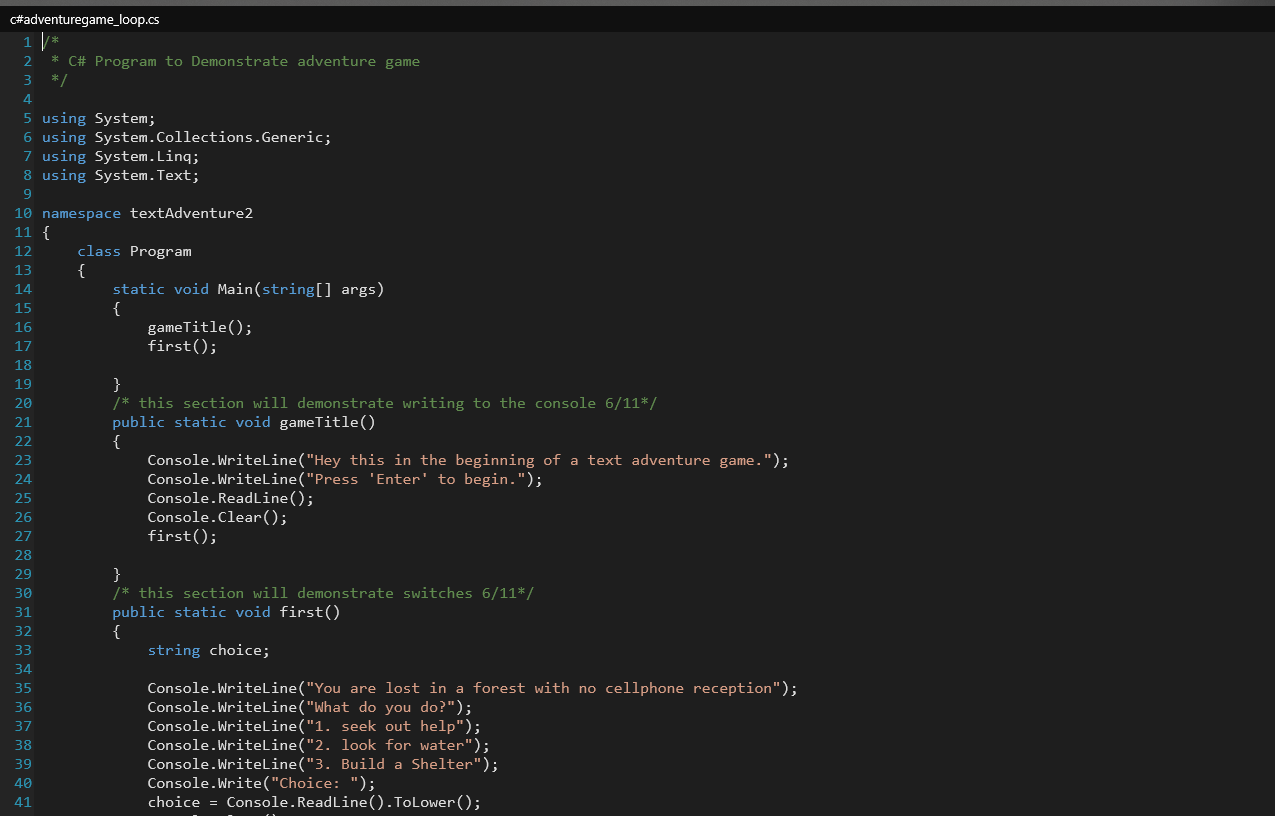 c#adventuregame_loop.cs
1 /*
2  * C# Program to Demonstrate adventure game
3  */
4
5 using System;
6 using System.Collections.Generic;
7 using System.Linq;
8 using System.Text;
9
10 namespace textAdventure2
11 {
12     class Program
13     {
14         static void Main(string[] args)
15         {
16             gameTitle();
17             first();
18
19         }
20         /* this section will demonstrate writing to the console 6/11*/
21         public static void gameTitle()
22         {
23             Console.WriteLine("Hey this in the beginning of a text adventure game.");
24             Console.WriteLine("Press 'Enter' to begin.");
25             Console.ReadLine();
26             Console.Clear();
27             first();
28
29         }
30         /* this section will demonstrate switches 6/11*/
31         public static void first()
32         {
33             string choice;
34
35             Console.WriteLine("You are lost in a forest with no cellphone reception");
36             Console.WriteLine("What do you do?");
37             Console.WriteLine("1. seek out help");
38             Console.WriteLine("2. look for water");
39             Console.WriteLine("3. Build a Shelter");
40             Console.Write("Choice: ");
41             choice = Console.ReadLine().ToLower();